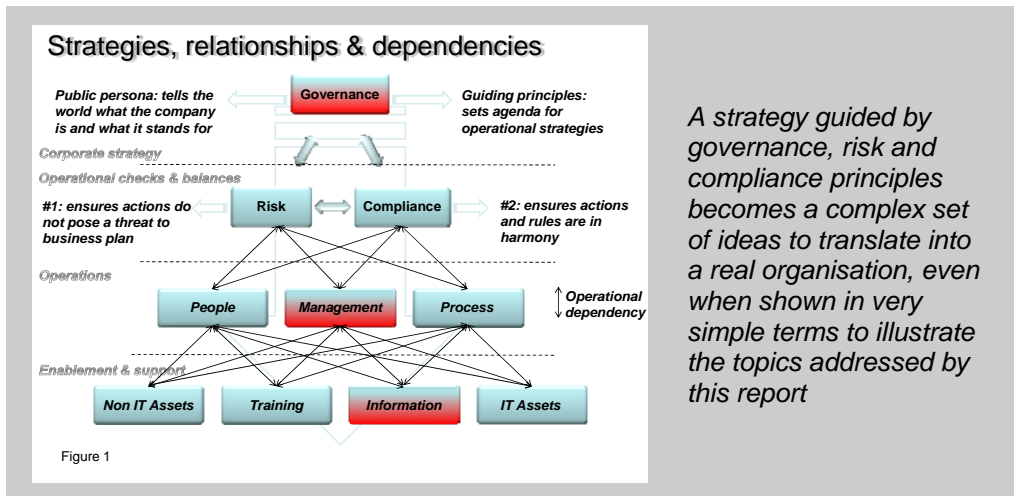 Strategies, relationships & dependencies
Public persona: tells the
world what the company
is and what it stands for
Governance
Guiding principles:
sets agenda for
operational strategies
Corporate strategy
Operational checks & balances
#1: ensures actions do
not pose a threat to
business plan
Risk
Compliance
#2: ensures actions
and rules are in
harmony
Operations
People
Management
Process
Operational
dependency
Enablement & support
Non IT Assets
Training
Information
IT Assets
Figure 1
A strategy guided by
governance, risk and
compliance principles
becomes a complex set
of ideas to translate into
a real organisation, even
when shown in very
simple terms to illustrate
the topics addressed by
this report